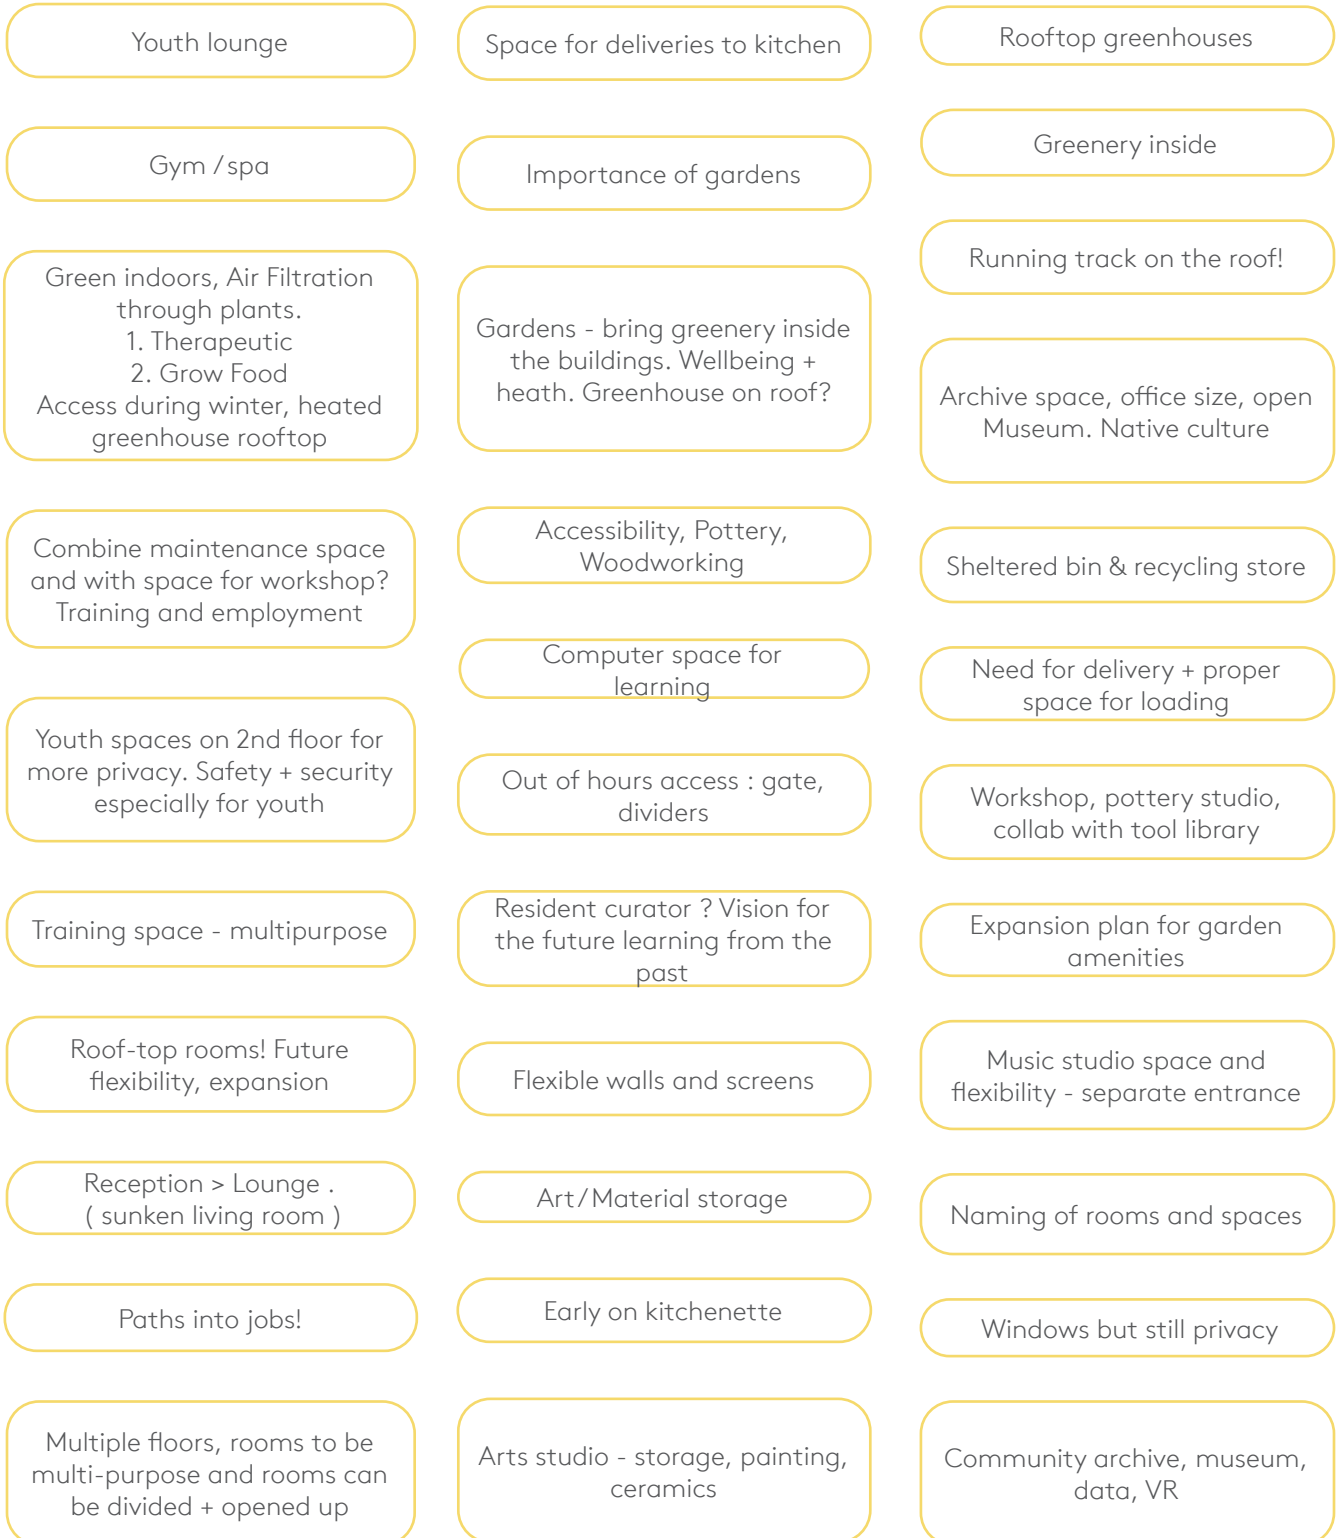 Youth lounge
Gym / spa
Green indoors, Air Filtration
through plants.
1. Therapeutic
2. Grow Food
Access during winter, heated
greenhouse rooftop
Combine maintenance space
and with space for workshop?
Training and employment
Youth spaces on 2nd floor for
more privacy. Safety + security
especially for youth
Training space - multipurpose
Roof-top rooms! Future
flexibility, expansion
Reception > Lounge .
( sunken living room )
Paths into jobs!
Multiple floors, rooms to be
multi-purpose and rooms can
be divided + opened up
Space for deliveries to kitchen
Importance of gardens
Gardens - bring greenery inside
the buildings. Wellbeing +
heath. Greenhouse on roof?
Accessibility, Pottery,
Woodworking
Computer space for
learning
Out of hours access : gate,
dividers
Resident curator ? Vision for
the future learning from the
past
Flexible walls and screens
Art / Material storage
Early on kitchenette
Arts studio - storage, painting,
ceramics
Rooftop greenhouses
Greenery inside
Running track on the roof!
Archive space, office size, open
Museum. Native culture
Sheltered bin & recycling store
Need for delivery + proper
space for loading
Workshop, pottery studio,
collab with tool library
Expansion plan for garden
amenities
Music studio space and
flexibility - separate entrance
Naming of rooms and spaces
Windows but still privacy
Community archive, museum,
data, VR